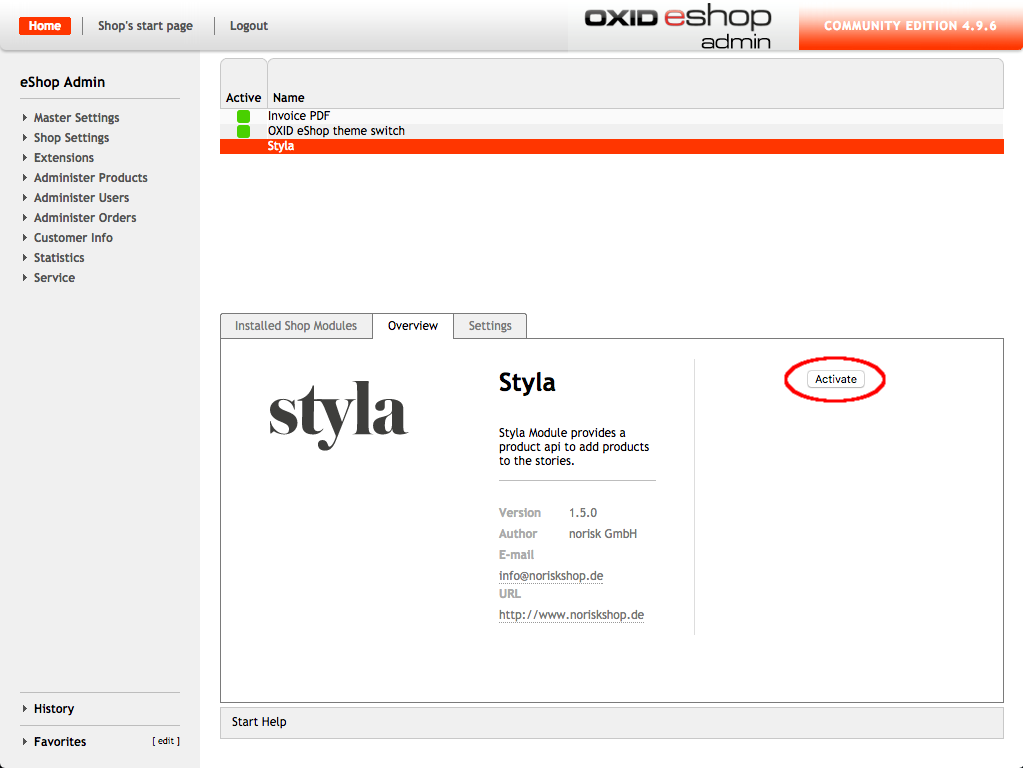 Home
Shop's start page
Logout
OXID eshop
admin
COMMUNITY EDITION 4.9.6
eShop Admin
Master Settings
Shop Settings
Extensions
Administer Products
Administer Users
Administer Orders
Customer Info
Statistics
Service
History
Favorites [ edit ]
Active Name
Invoice PDF
OXID eShop theme switch
Styla
Installed Shop Modules Overview Settings
styla
Styla
Styla Module provides a
product api to add products
to the stories.
Version 1.5.0
Author norisk GmbH
E-mail
info@noriskshop.de
URL
http://www.noriskshop.de
Activate
Start Help